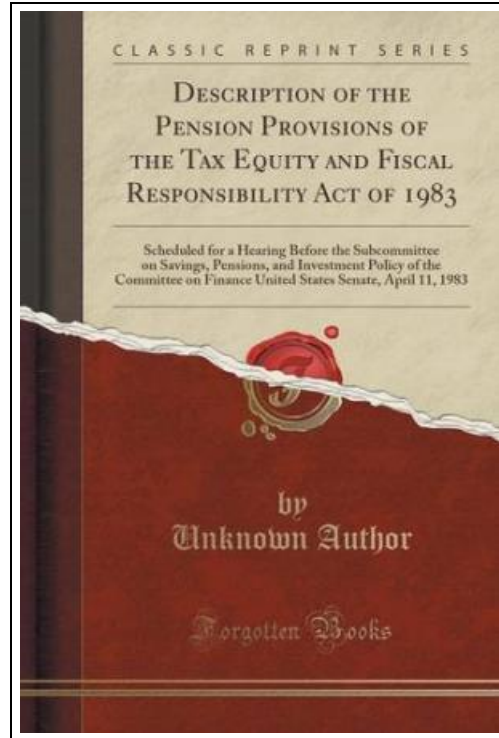 CLASSIC REPRINT SERIES
DESCRIPTION OF THE
PENSION PROVISIONS OF
THE TAX EQUITY AND FISCAL
RESPONSIBILITY ACT OF 1983
Scheduled for a Hearing Before the Subcommittee
on Savings, Pensions, and Investment Policy of the
Committee on Finance United States Senate, April 11, 1983
by
Unknown Author
Forgotten Books